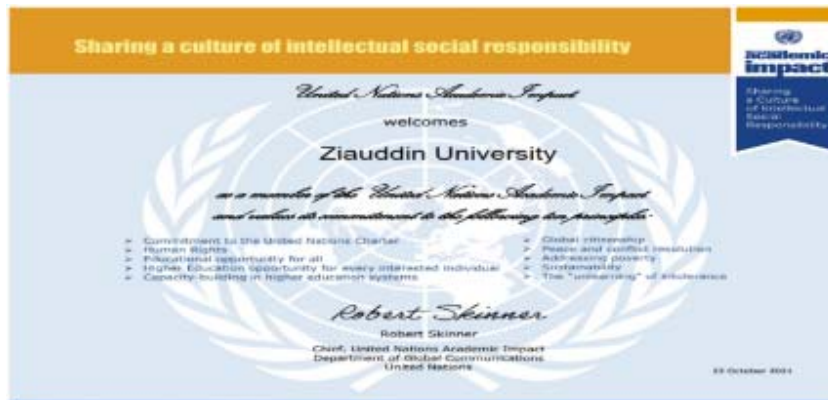 Sharing a culture of intellectual social responsibility
academic
impact
Sharing
a Culture
of Intellectual
Social
Responsibility
United Nations Academic Impact
welcomes
Ziauddin University
as a member of the United Nations Academic Impact
and values its commitment to the following ten principles:
➢ Commitment to the United Nations Charter
➢ Human Rights
➢ Educational opportunity for all
➢ Higher Education opportunity for every interested individual
➢ Capacity-building in higher education systems
➢ Global citizenship
➢ Peace and conflict resolution
➢ Addressing poverty
➢ Sustainability
➢ The "unlearning" of intolerance
Robert Skinner
Robert Skinner
Chief, United Nations Academic Impact
Department of Global Communications
United Nations
October 2021